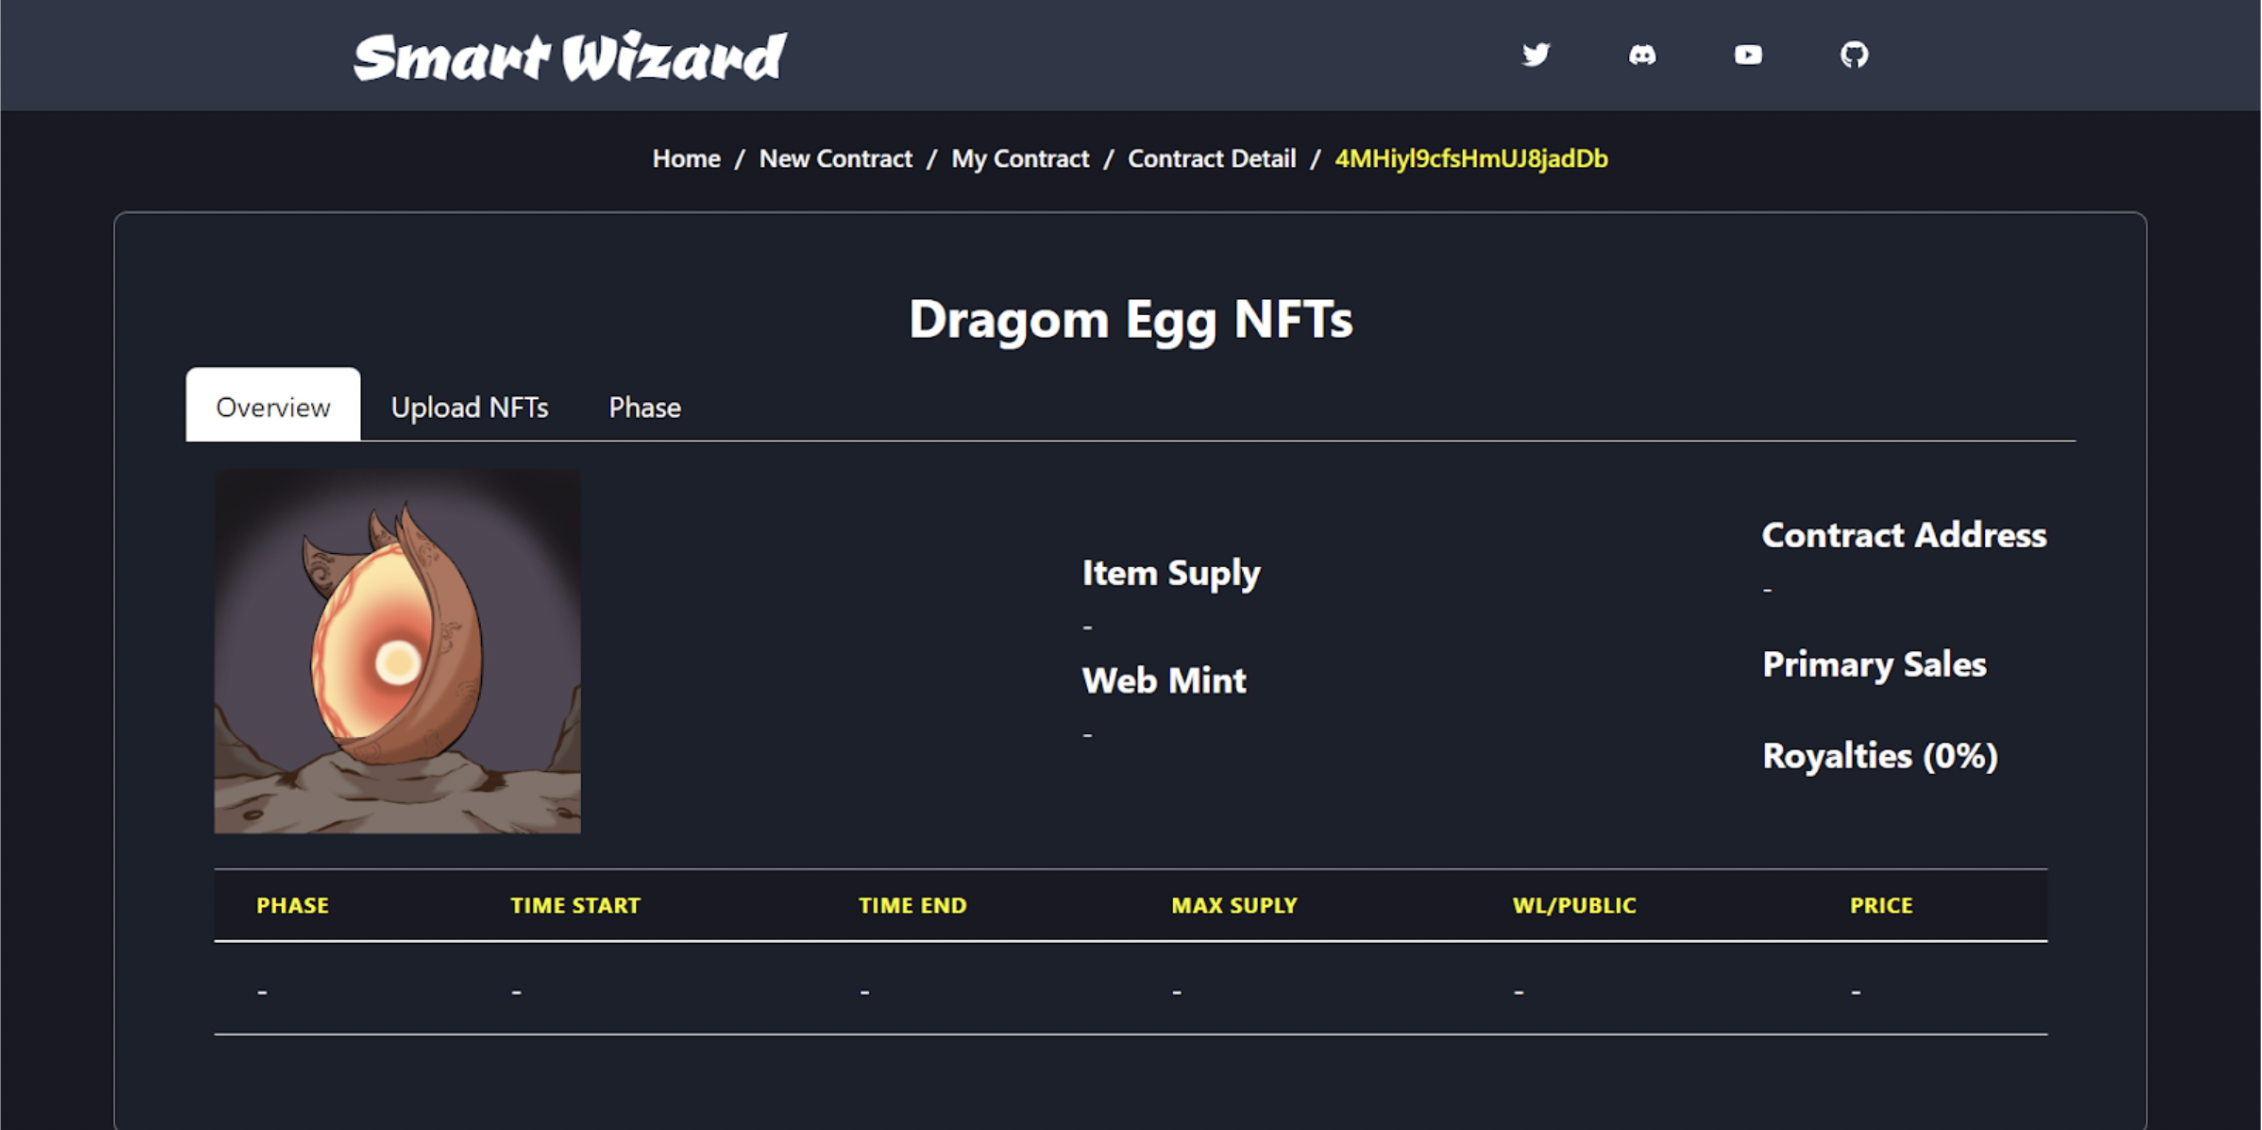 Smart Wizard
Home / New Contract / My Contract / Contract Detail / 4MHiyl9cfsHmUJ8jadDb
Dragom Egg NFTs
Overview Upload NFTs Phase
Item Suply
-
Web Mint
-
Contract Address
-
Primary Sales
Royalties (0%)
PHASE TIME START TIME END MAX SUPLY WL/PUBLIC PRICE
- - - - - -